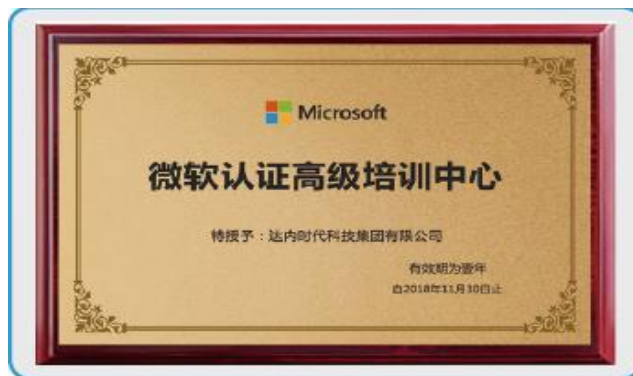 Microsoft
微软认证高级培训中心
特授予：达内时代科技集团有限公司
有效期为壹年
自2018年11月30日止